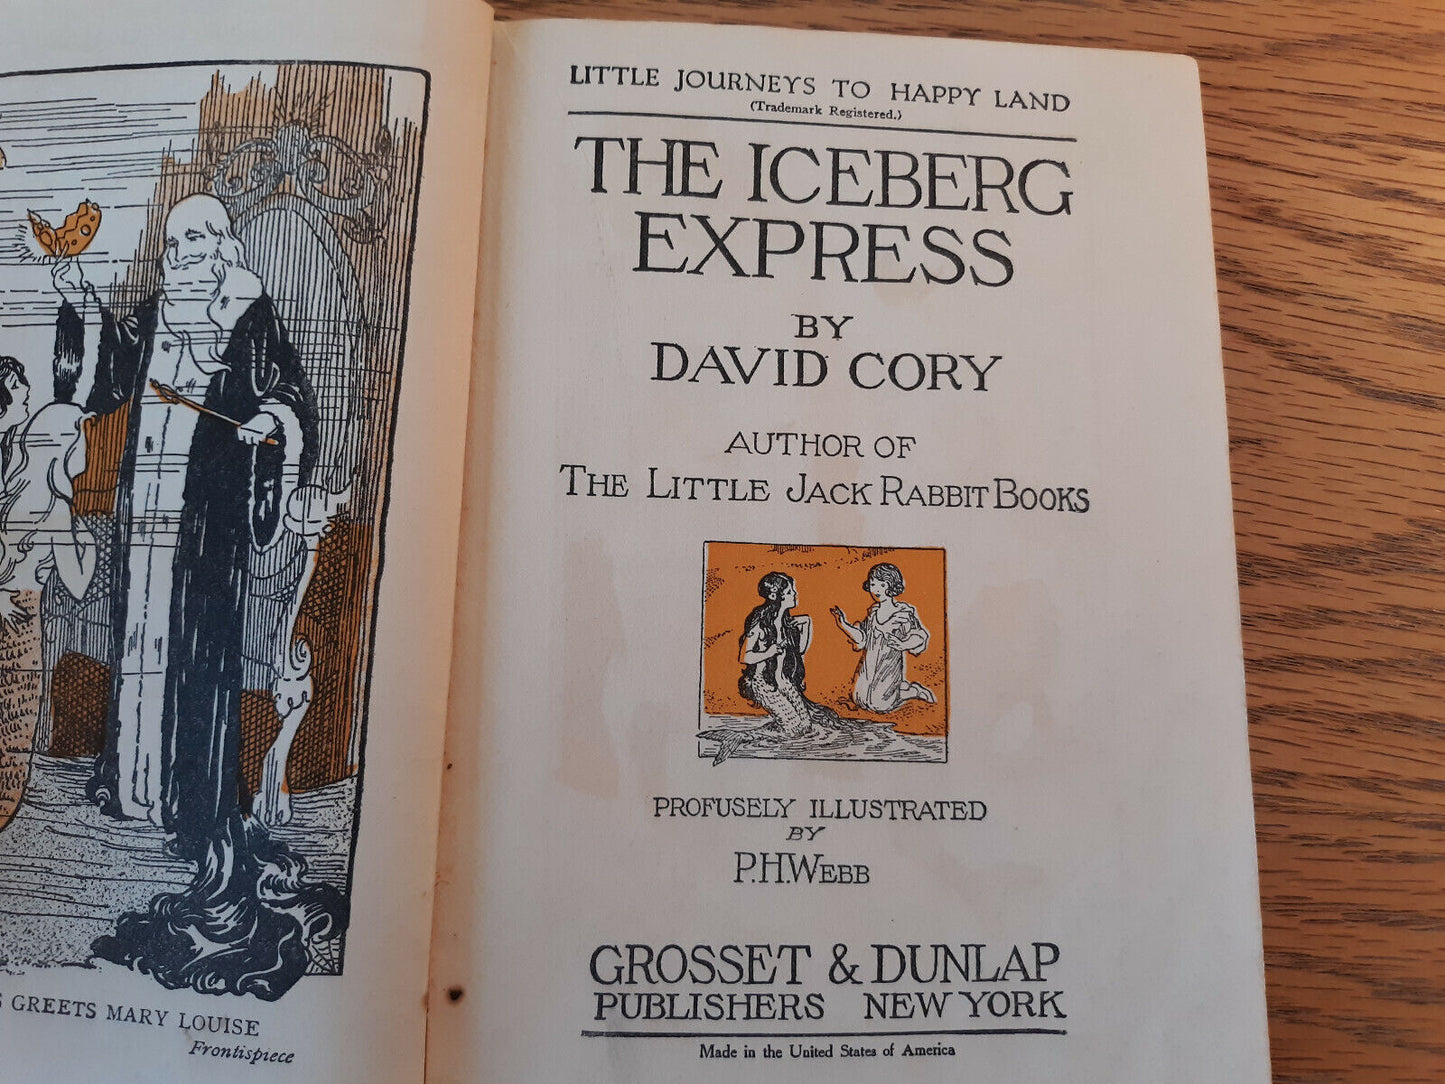 GREETS MARY LOUISE
Frontispiece
LITTLE JOURNEYS TO HAPPY LAND
(Trademark Registered.)
THE ICEBERG
EXPRESS
BY
DAVID CORY
AUTHOR OF
THE LITTLE JACK RABBIT BOOKS
PROFUSELY ILLUSTRATED
BY
P.H.WEBB
GROSSET & DUNLAP
PUBLISHERS NEW YORK
Made in the United States of America